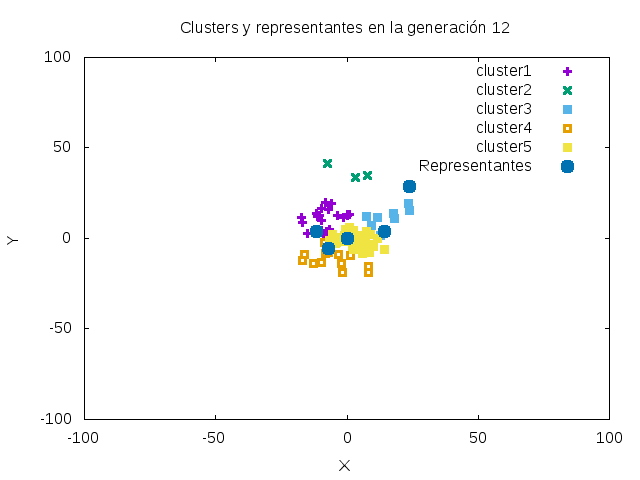 Clusters y representantes en la generación 12
100
50
0
-50
-100
-100
-50
0
50
100
Y
X
cluster1
cluster2
cluster3
cluster4
cluster5
Representantes